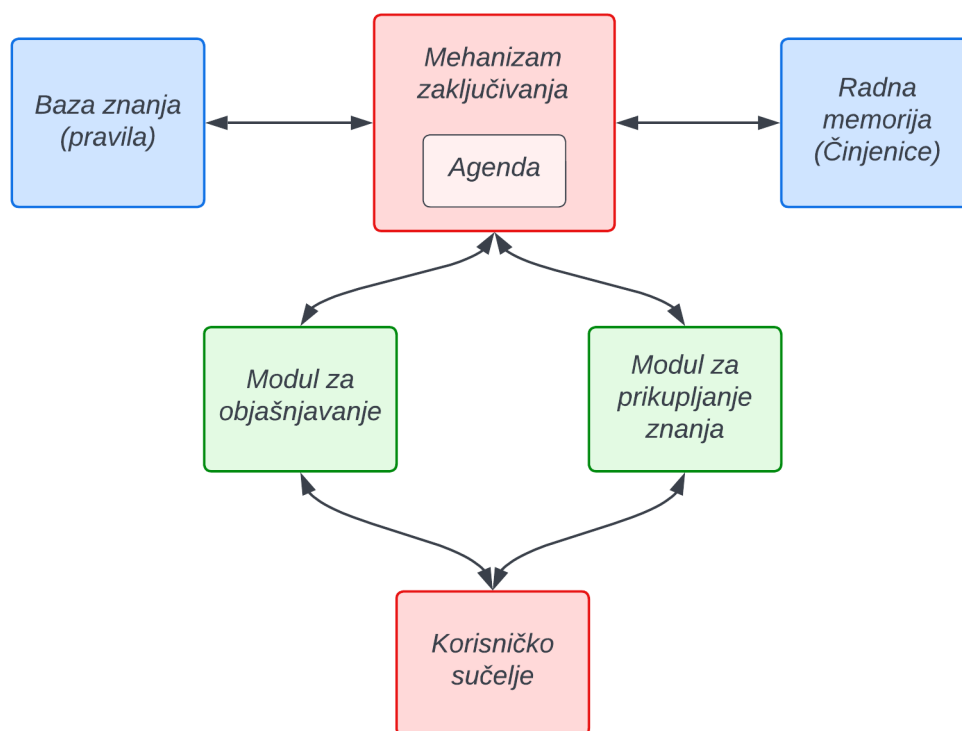 Baza znanja
(pravila)
Mehanizam
zaključivanja
Agenda
Radna
memorija
(Činjenice)
Modul za
objašnjavanje
Modul za
prikupljanje
znanja
Korisničko
sučelje